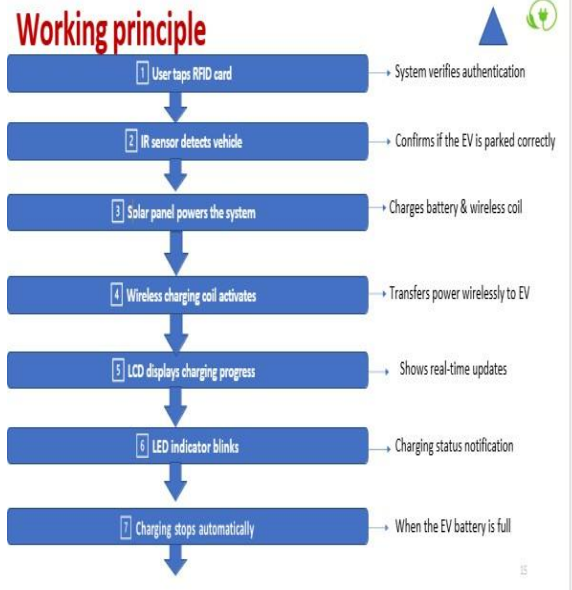 Working principle
1 User taps RFID card
System verifies authentication
2 IR sensor detects vehicle
Confirms if the EV is parked correctly
3 Solar panel powers the system
Charges battery & wireless coil
4 Wireless charging coil activates
Transfers power wirelessly to EV
5 LCD displays charging progress
Shows real-time updates
6 LED indicator blinks
Charging status notification
7 Charging stops automatically
When the EV battery is full
15